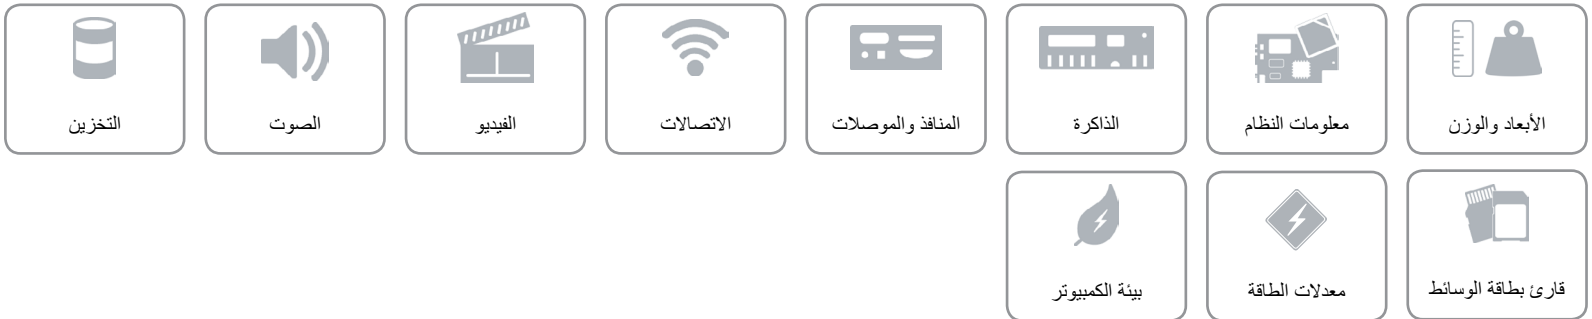 الأبعاد والوزن
معلومات النظام
الذاكرة
المنافذ والموصلات
الاتصالات
الفيديو
الصوت
التخزين
قارئ بطاقة الوسائط
معدلات الطاقة
بيئة الكمبيوتر